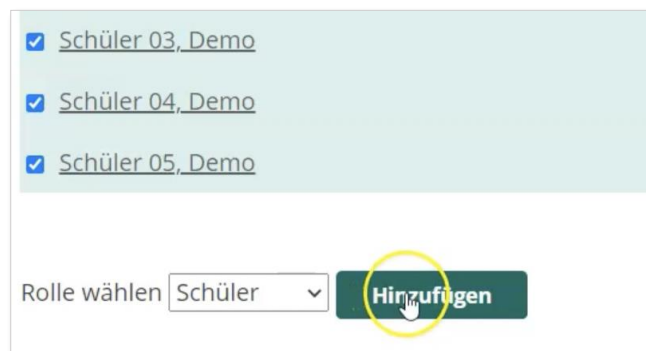 Schüler 03, Demo
Schüler 04, Demo
Schüler 05, Demo
Rolle wählen Schüler Hinzufügen